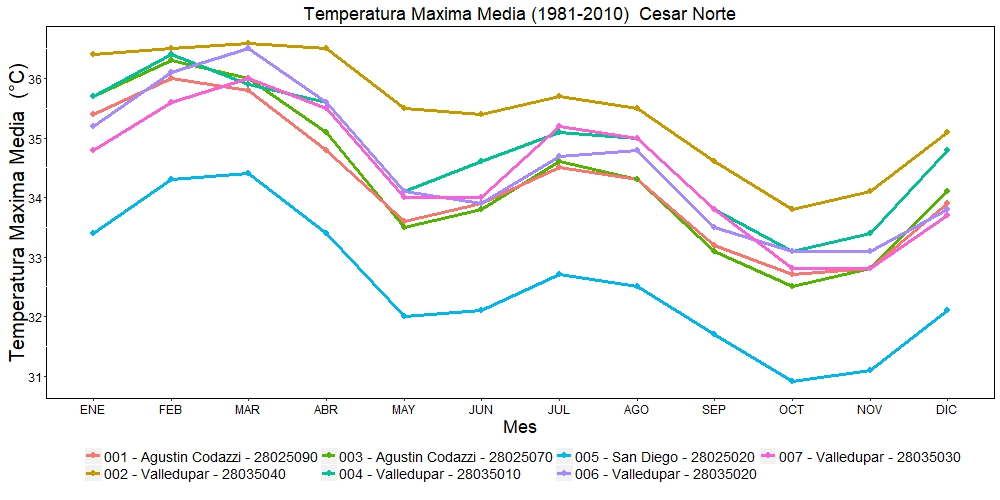 Temperatura Maxima Media (1981-2010)  Cesar Norte
Temperatura Maxima Media  (°C)
36
35
34
33
32
31
ENE FEB MAR ABR MAY JUN JUL AGO SEP OCT NOV DIC
Mes
001 - Agustin Codazzi - 28025090 003 - Agustin Codazzi - 28025070 005 - San Diego - 28025020 007 - Valledupar - 28035030
002 - Valledupar - 28035040 004 - Valledupar - 28035010 006 - Valledupar - 28035020